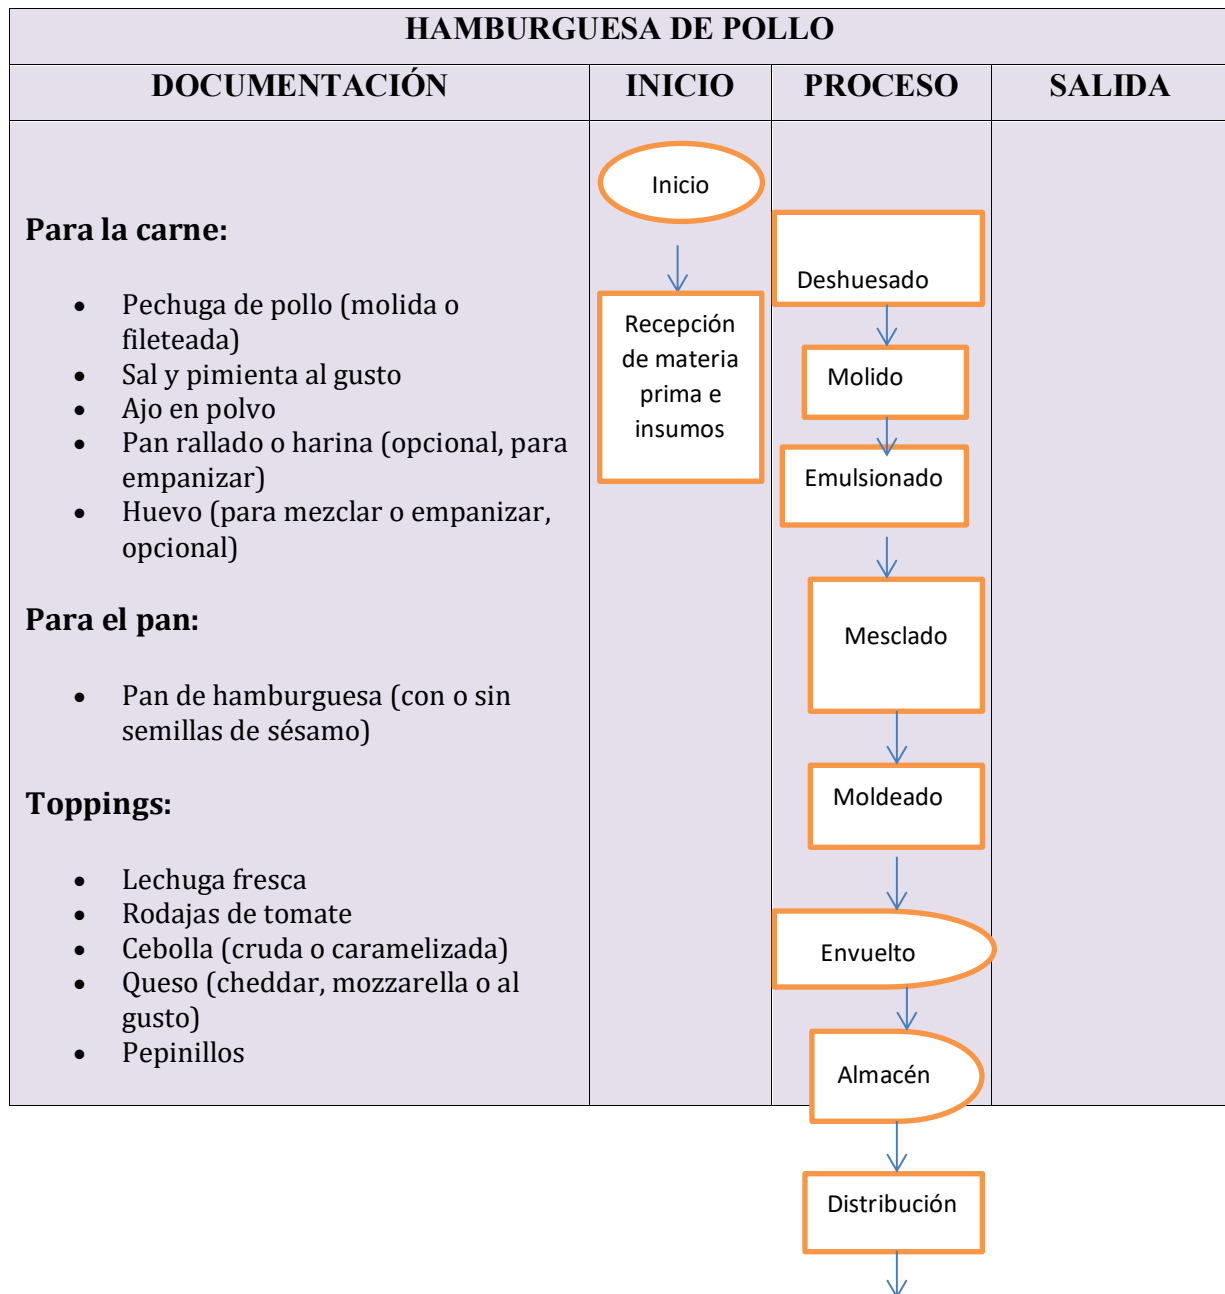 HAMBURGUESA DE POLLO
DOCUMENTACIÓN
INICIO
PROCESO
SALIDA
Para la carne:
• Pechuga de pollo (molida o
fileteada)
• Sal y pimienta al gusto
• Ajo en polvo
• Pan rallado o harina (opcional, para
empanizar)
• Huevo (para mezclar o empanizar,
opcional)
Para el pan:
• Pan de hamburguesa (con o sin
semillas de sésamo)
Toppings:
• Lechuga fresca
• Rodajas de tomate
• Cebolla (cruda o caramelizada)
• Queso (cheddar, mozzarella o al
gusto)
• Pepinillos
Inicio
Recepción
de materia
prima e
insumos
Deshuesado
Molido
Emulsionado
Mesclado
Moldeado
Envuelto
Almacén
Distribución